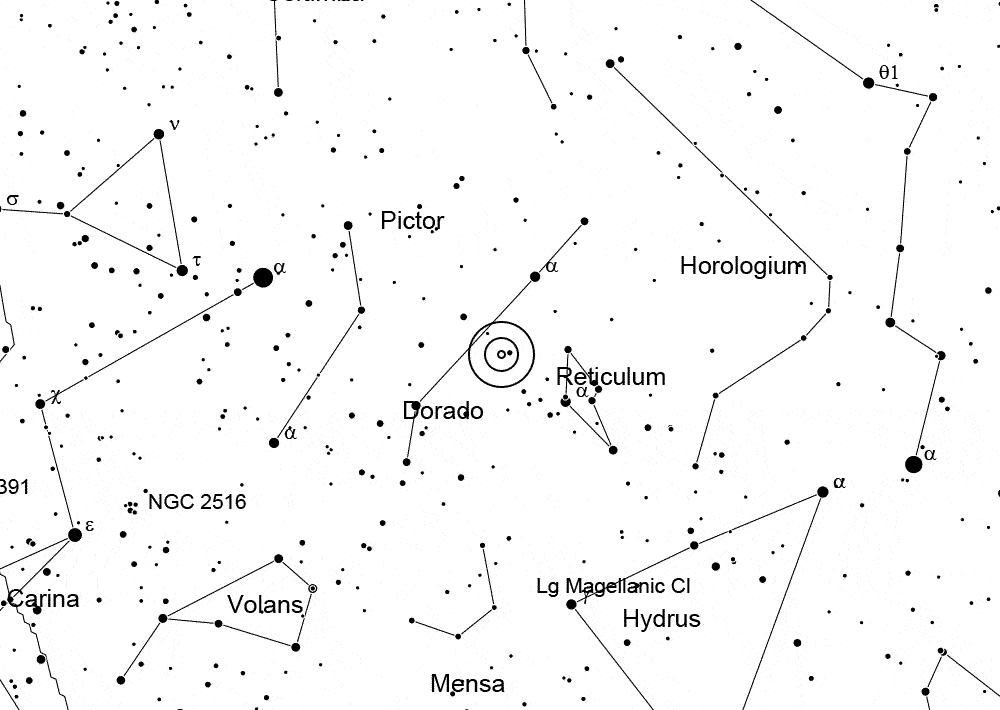 θ1
ν
σ
Pictor
τ
α
α
Horologium
Reticulum
α
χ
Dorado
α
α
α
391
NGC 2516
ε
Lg Magellanic Cl
Carina
Volans
Hydrus
Mensa